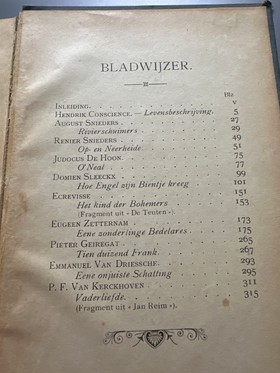 BLADWIJZER.
Blz.
INLEIDING. v
HENDRIK CONSCIENCE. — Levensbeschrijving. 5
AUGUST SNIEDERS 27
Rivierschuimers 29
RENIER SNIEDERS 49
Op- en Neerheide 51
JUDOCUS DE HOON. 75
O'Neal 77
DOMIEN SLEECKX 99
Hoe Engel zijn Bientje kreeg 101
ECREVISSE 151
Het kind der Bohemers 153
(Fragment uit « De Teuten »)
EUGEEN ZETTERNAM 173
Eene zonderlinge Bedelares 175
PIETER GEIREGAT 265
Tien duizend Frank. 267
EMMANUEL VAN DRIESSCHE. 293
Een onjuiste Schatting 295
P. F. VAN KERCKHOVEN 311
Vaderliefde. 315
(Fragment uit « Jan Reim »).